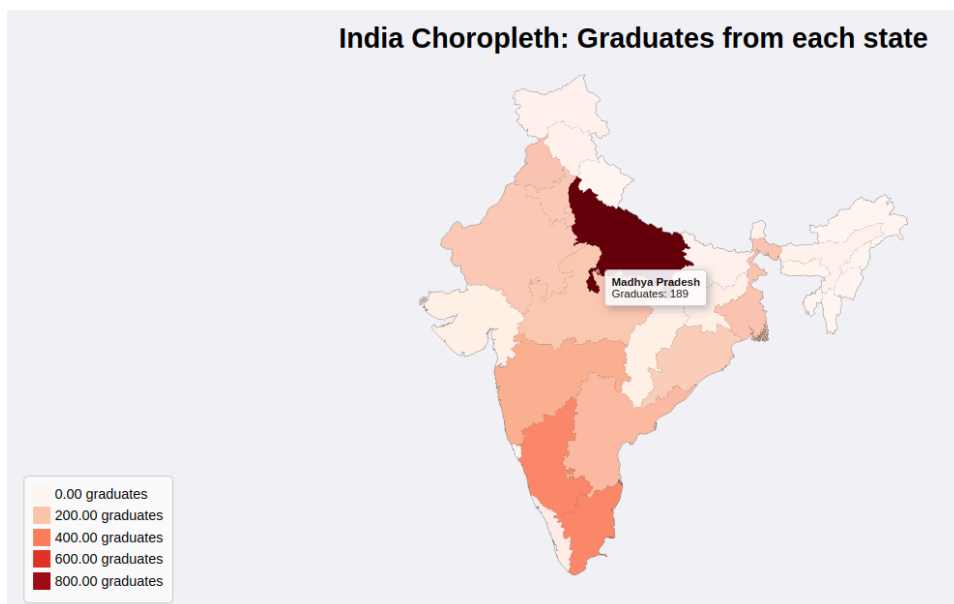 India Choropleth: Graduates from each state
Madhya Pradesh
Graduates: 189
0.00 graduates
200.00 graduates
400.00 graduates
600.00 graduates
800.00 graduates